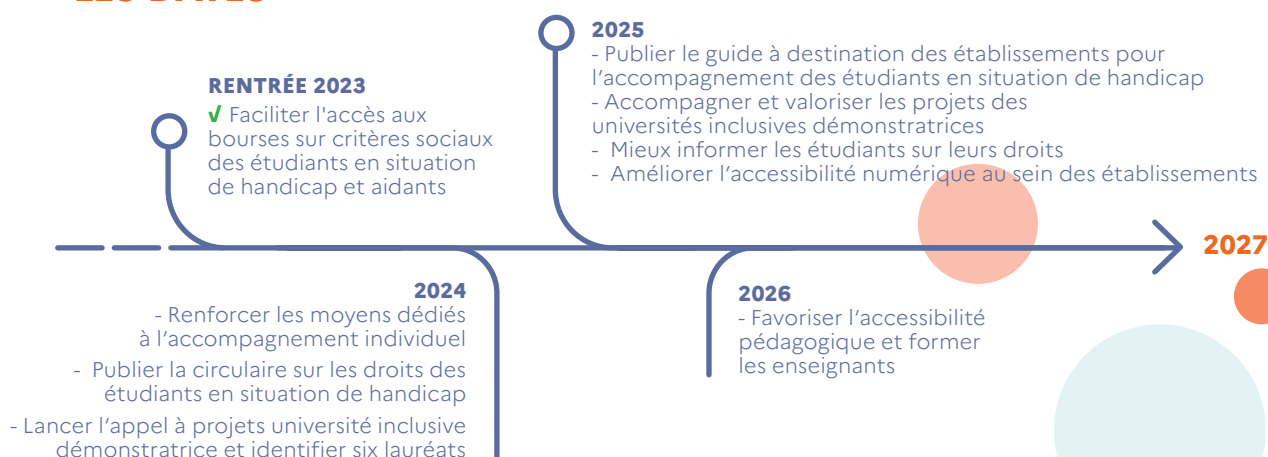 RENTRÉE 2023
√ Faciliter l'accès aux
bourses sur critères sociaux
des étudiants en situation
de handicap et aidants
2024
- Renforcer les moyens dédiés
à l'accompagnement individuel
- Publier la circulaire sur les droits des
étudiants en situation de handicap
- Lancer l'appel à projets université inclusive
démonstratrice et identifier six lauréats
2025
- Publier le guide à destination des établissements pour
l'accompagnement des étudiants en situation de handicap
- Accompagner et valoriser les projets des
universités inclusives démonstratrices
- Mieux informer les étudiants sur leurs droits
- Améliorer l'accessibilité numérique au sein des établissements
2026
- Favoriser l'accessibilité
pédagogique et former
les enseignants
2027